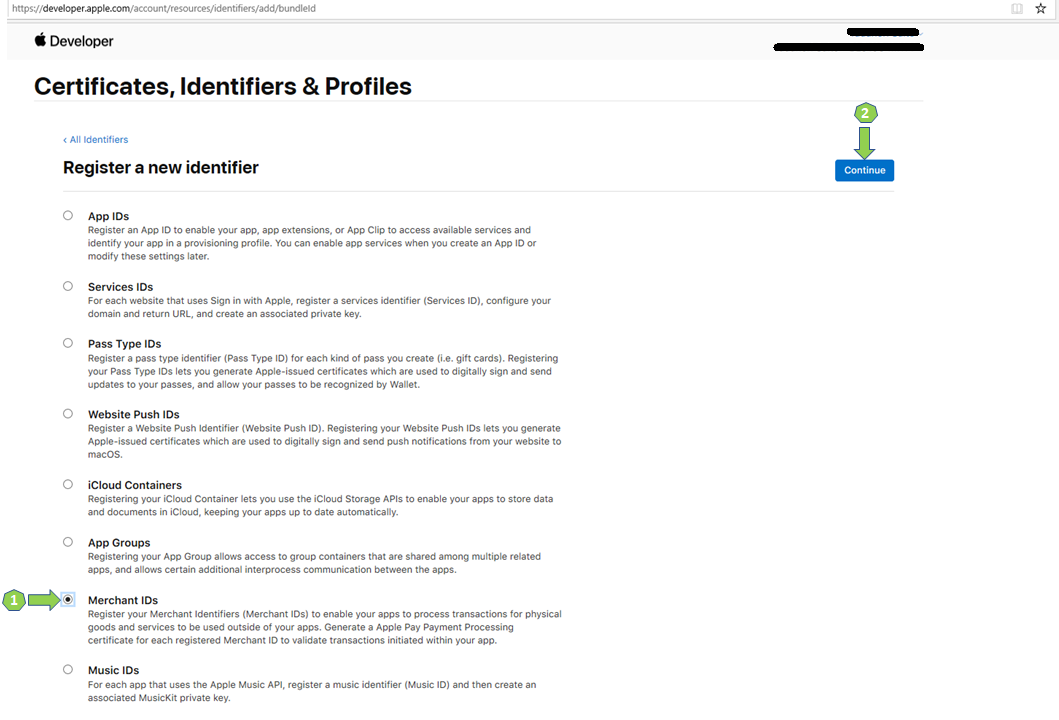 https://developer.apple.com/account/resources/identifiers/add/bundleId
Developer
Certificates, Identifiers & Profiles
2
‹ All Identifiers
Register a new identifier
Continue
App IDs
Register an App ID to enable your app, app extensions, or App Clip to access available services and
identify your app in a provisioning profile. You can enable app services when you create an App ID or
modify these settings later.
Services IDs
For each website that uses Sign in with Apple, register a services identifier (Services ID), configure your
domain and return URL, and create an associated private key.
Pass Type IDs
Register a pass type identifier (Pass Type ID) for each kind of pass you create (i.e. gift cards). Registering
your Pass Type IDs lets you generate Apple-issued certificates which are used to digitally sign and send
updates to your passes, and allow your passes to be recognized by Wallet.
Website Push IDs
Register a Website Push Identifier (Website Push ID). Registering your Website Push IDs lets you generate
Apple-issued certificates which are used to digitally sign and send push notifications from your website to
macOS.
iCloud Containers
Registering your iCloud Container lets you use the iCloud Storage APIs to enable your apps to store data
and documents in iCloud, keeping your apps up to date automatically.
App Groups
Registering your App Group allows access to group containers that are shared among multiple related
apps, and allows certain additional interprocess communication between the apps.
1
Merchant IDs
Register your Merchant Identifiers (Merchant IDs) to enable your apps to process transactions for physical
goods and services to be used outside of your apps. Generate a Apple Pay Payment Processing
certificate for each registered Merchant ID to validate transactions initiated within your app.
Music IDs
For each app that uses the Apple Music API, register a music identifier (Music ID) and then create an
associated MusicKit private key.